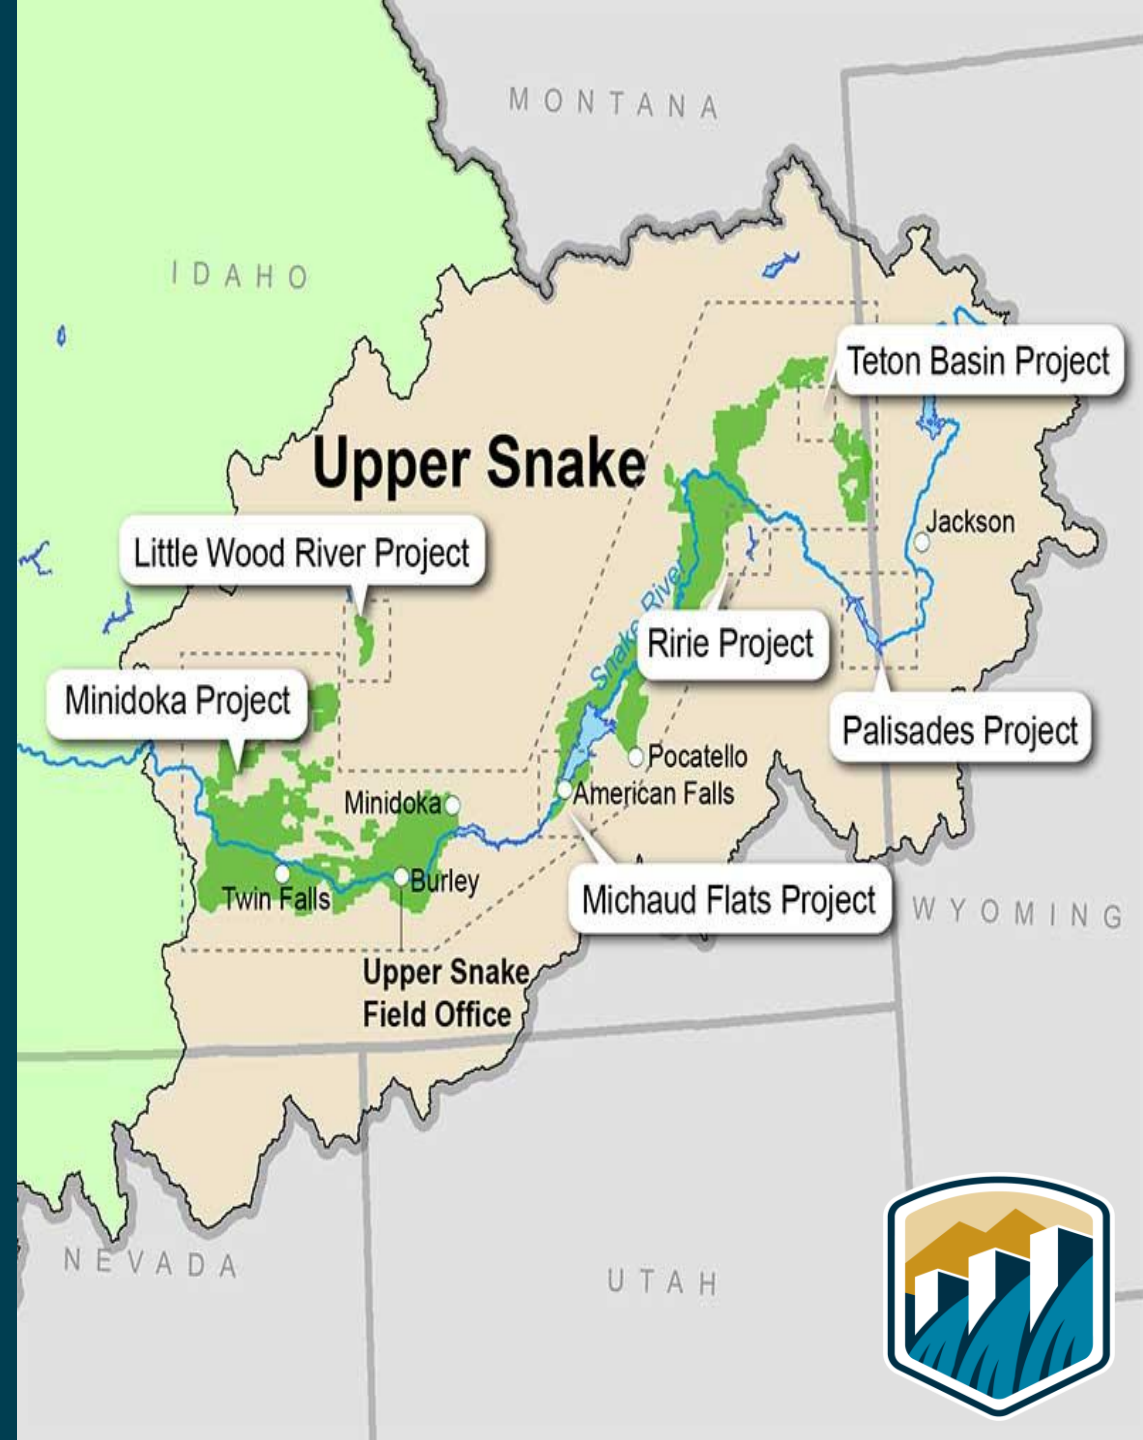 MONTANA
IDAHO
Teton Basin Project
Upper Snake
Jackson
Little Wood River Project
Snake River
Ririe Project
Minidoka Project
Palisades Project
Pocatello
American Falls
Minidoka
Burley
Twin Falls
Michaud Flats Project
WYOMING
Upper Snake
Field Office
NEVADA
UTAH